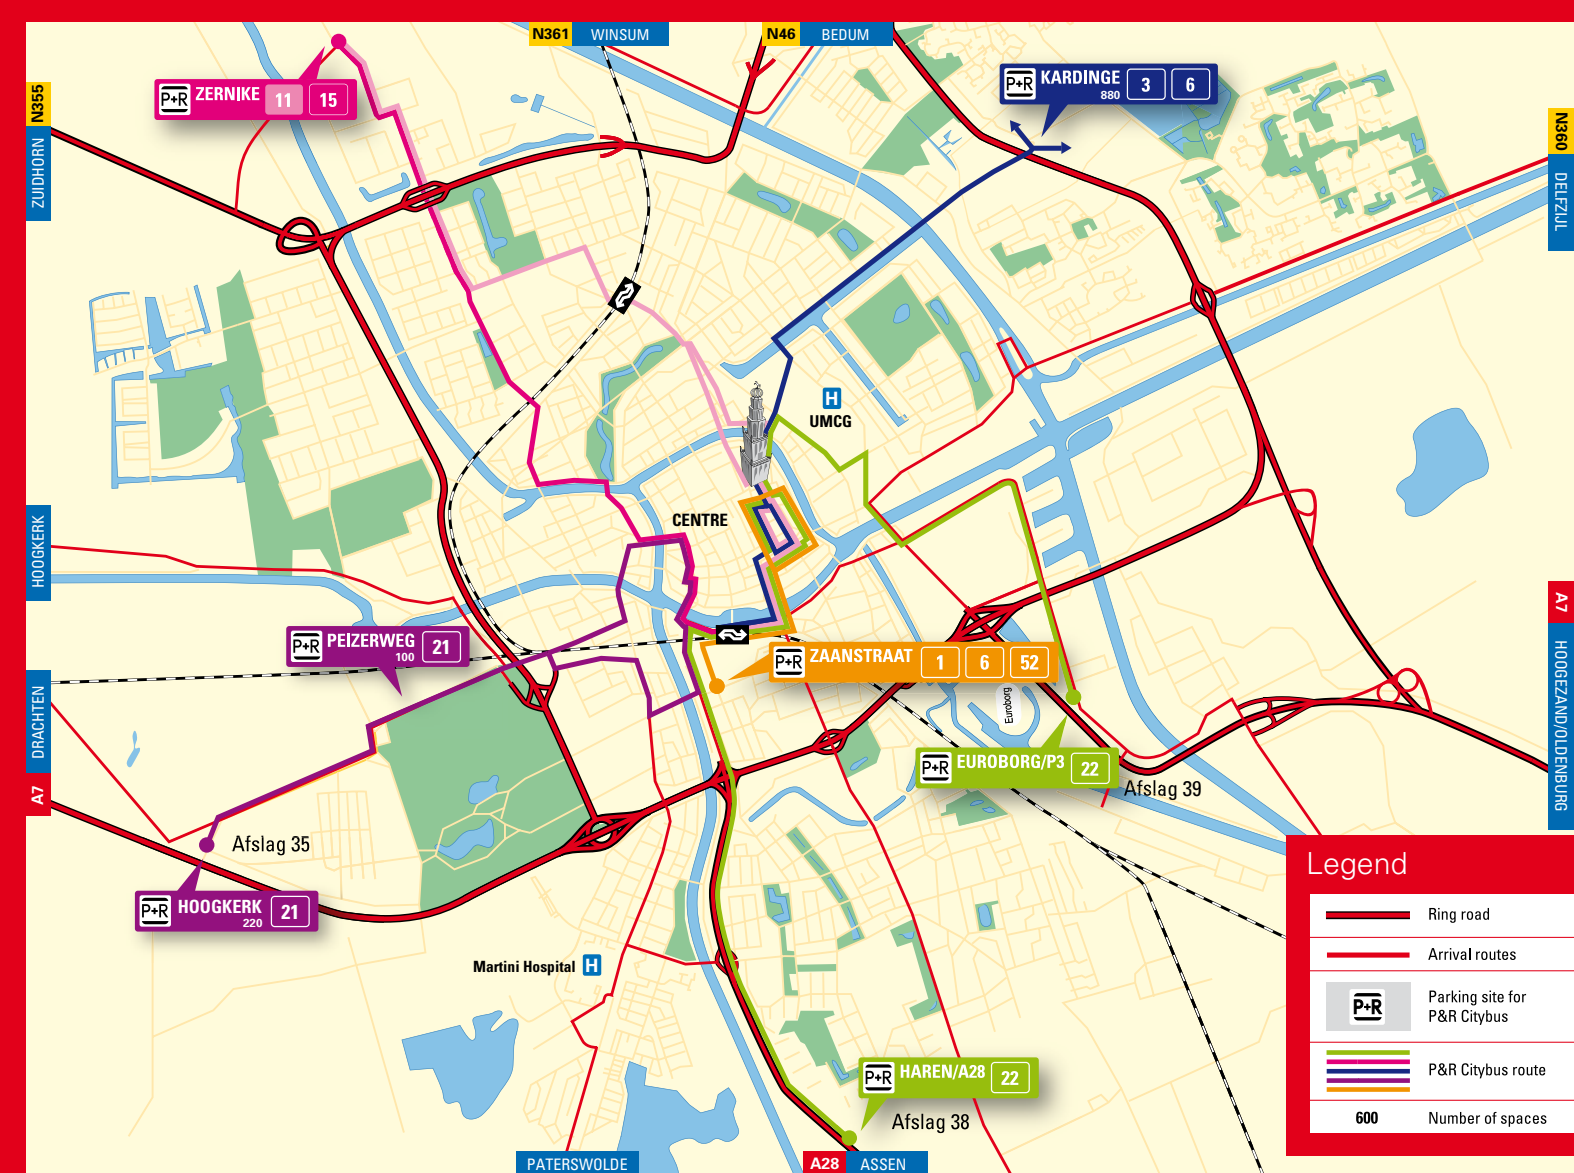 N361 WINSUM
N46 BEDUM
N355
ZUIDHORN
P+R ZERNIKE 11 15
P+R KARDINGE 3 6
880
N360
DELFZIJL
H
UMCG
CENTRE
HOOGKERK
P+R PEIZERWEG 21
100
P+R ZAANSTRAAT 1 6 52
A7
HOOGEZAND/OLDENBURG
DRACHTEN
A7
Euroborg
P+R EUROBORG/P3 22
Afslag 39
Afslag 35
P+R HOOGKERK 21
220
Martini Hospital H
P+R HAREN/A28 22
Afslag 38
PATERSWOLDE
A28 ASSEN
Legend
Ring road
Arrival routes
P+R Parking site for
P&R Citybus
P&R Citybus route
600 Number of spaces